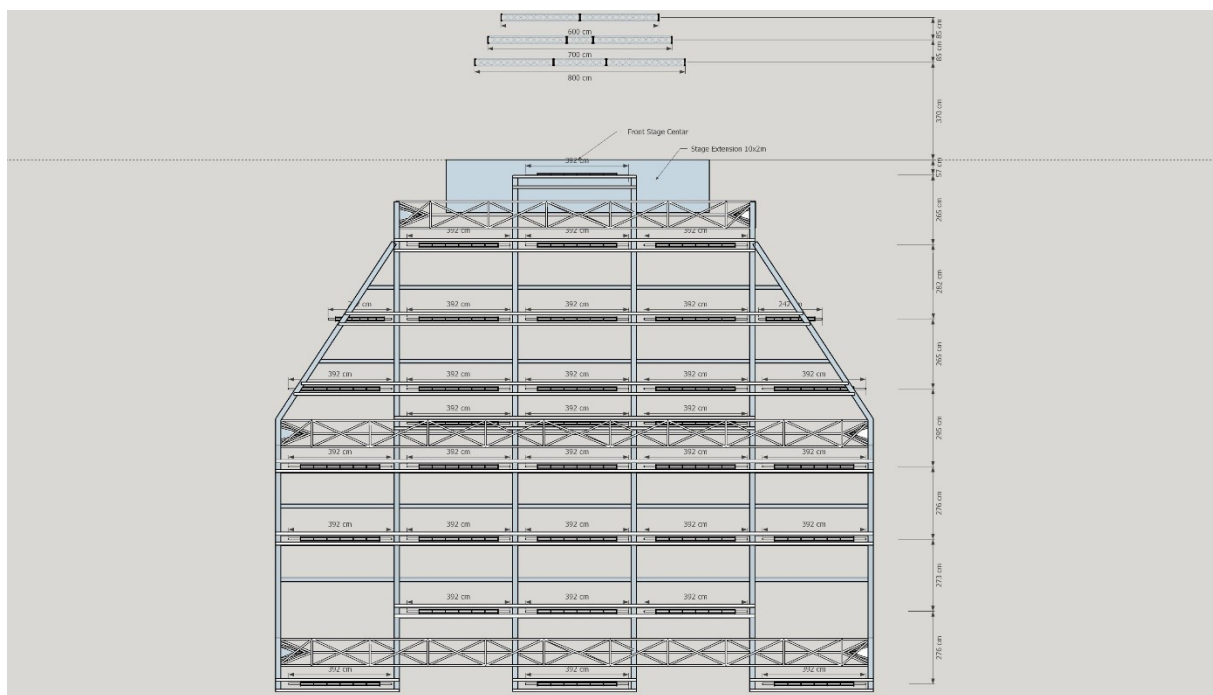 600 cm
85 cm
700 cm
85 cm
800 cm
370 cm
Front Stage Centar
Stage Extension 10x2m
392 cm
57 cm
265 cm
392 cm 392 cm 392 cm
282 cm
392 cm 392 cm 392 cm
265 cm
392 cm 392 cm 392 cm 392 cm 392 cm
392 cm 392 cm 392 cm
295 cm
392 cm 392 cm 392 cm 392 cm 392 cm
276 cm
392 cm 392 cm 392 cm 392 cm 392 cm
273 cm
392 cm 392 cm 392 cm
276 cm
392 cm 392 cm 392 cm